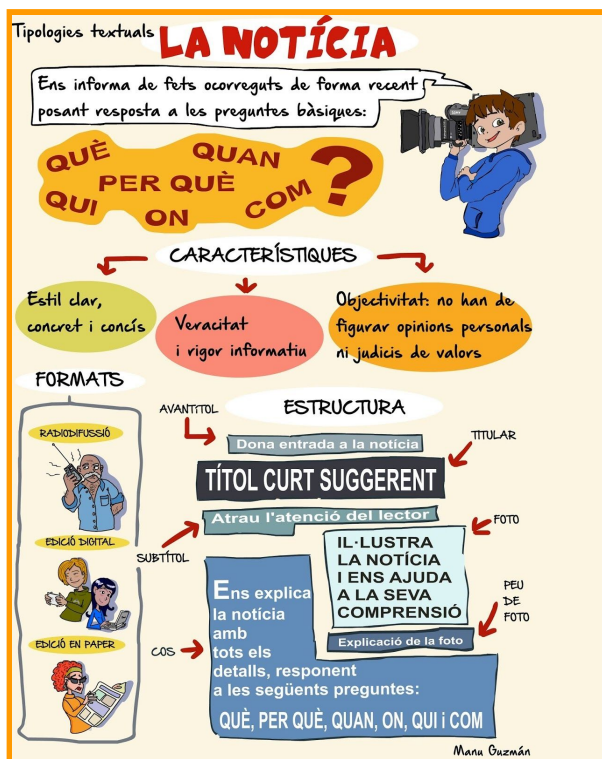 Tipologies textuals
LA NOTÍCIA
Ens informa de fets ocorreguts de forma recent
posant resposta a les preguntes bàsiques:
QUÈ
QUAN
PER QUÈ
QUI
ON
COM
?
CARACTERÍSTIQUES
Estil clar,
concret i concís
Veracitat
i rigor informatiu
Objectivitat: no han de
figurar opinions personals
ni judicis de valors
FORMATS
RADIODIFUSSIÓ
EDICIÓ DIGITAL
EDICIÓ EN PAPER
ESTRUCTURA
AVANTÍTOL
Dona entrada a la notícia
TITULAR
TÍTOL CURT SUGGERENT
SUBTÍTOL
Atrau l'atenció del lector
FOTO
IL·LUSTRA
LA NOTÍCIA
I ENS AJUDA
A LA SEVA
COMPRENSIÓ
PEU
DE
FOTO
Explicació de la foto
COS
Ens explica
la notícia
amb
tots els
detalls, responent
a les següents preguntes:
QUÈ, PER QUÈ, QUAN, ON, QUI i COM
Manu Guzmán